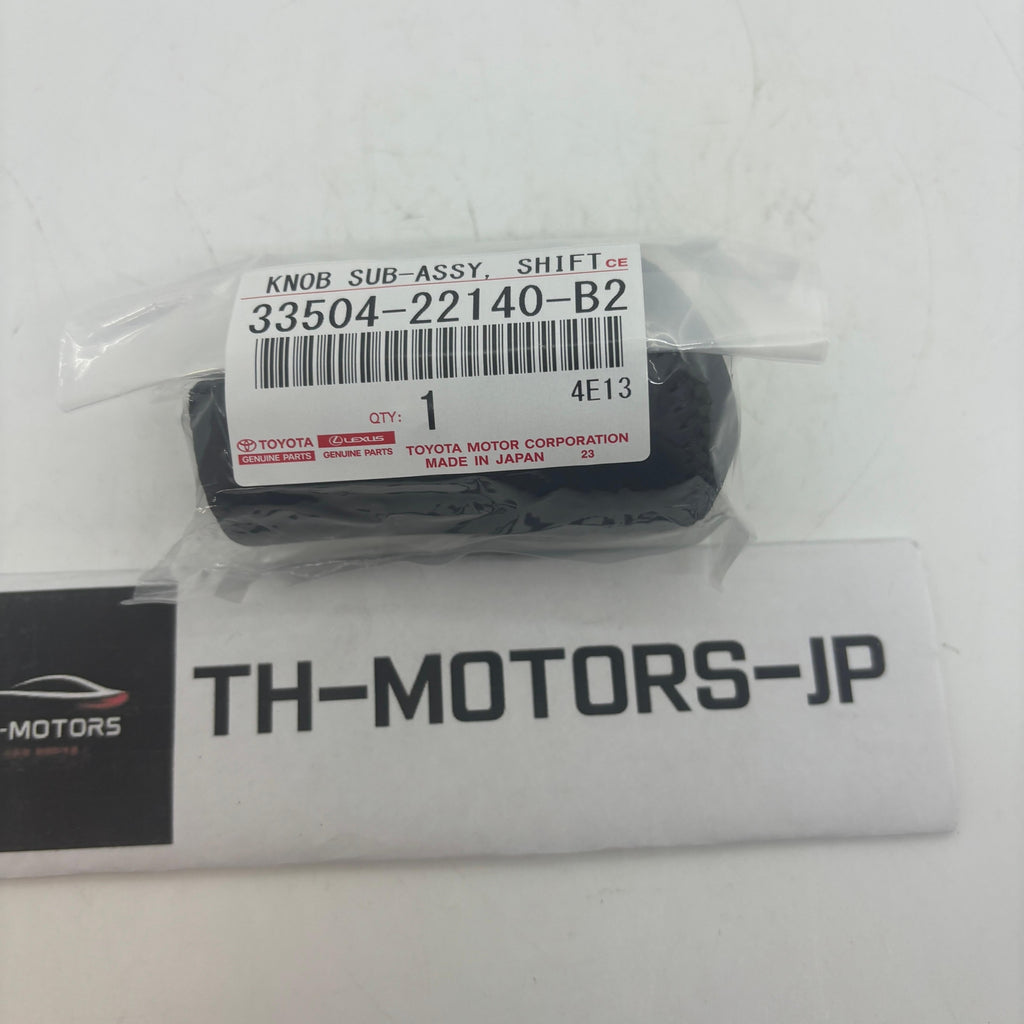 KNOB SUB-ASSY, SHIFT CE
33504-22140-B2
4E13
QTY: 1
TOYOTA
GENUINE PARTS
LEXUS
GENUINE PARTS
TOYOTA MOTOR CORPORATION
MADE IN JAPAN 23
TH-MOTORS-JP
-MOTORS